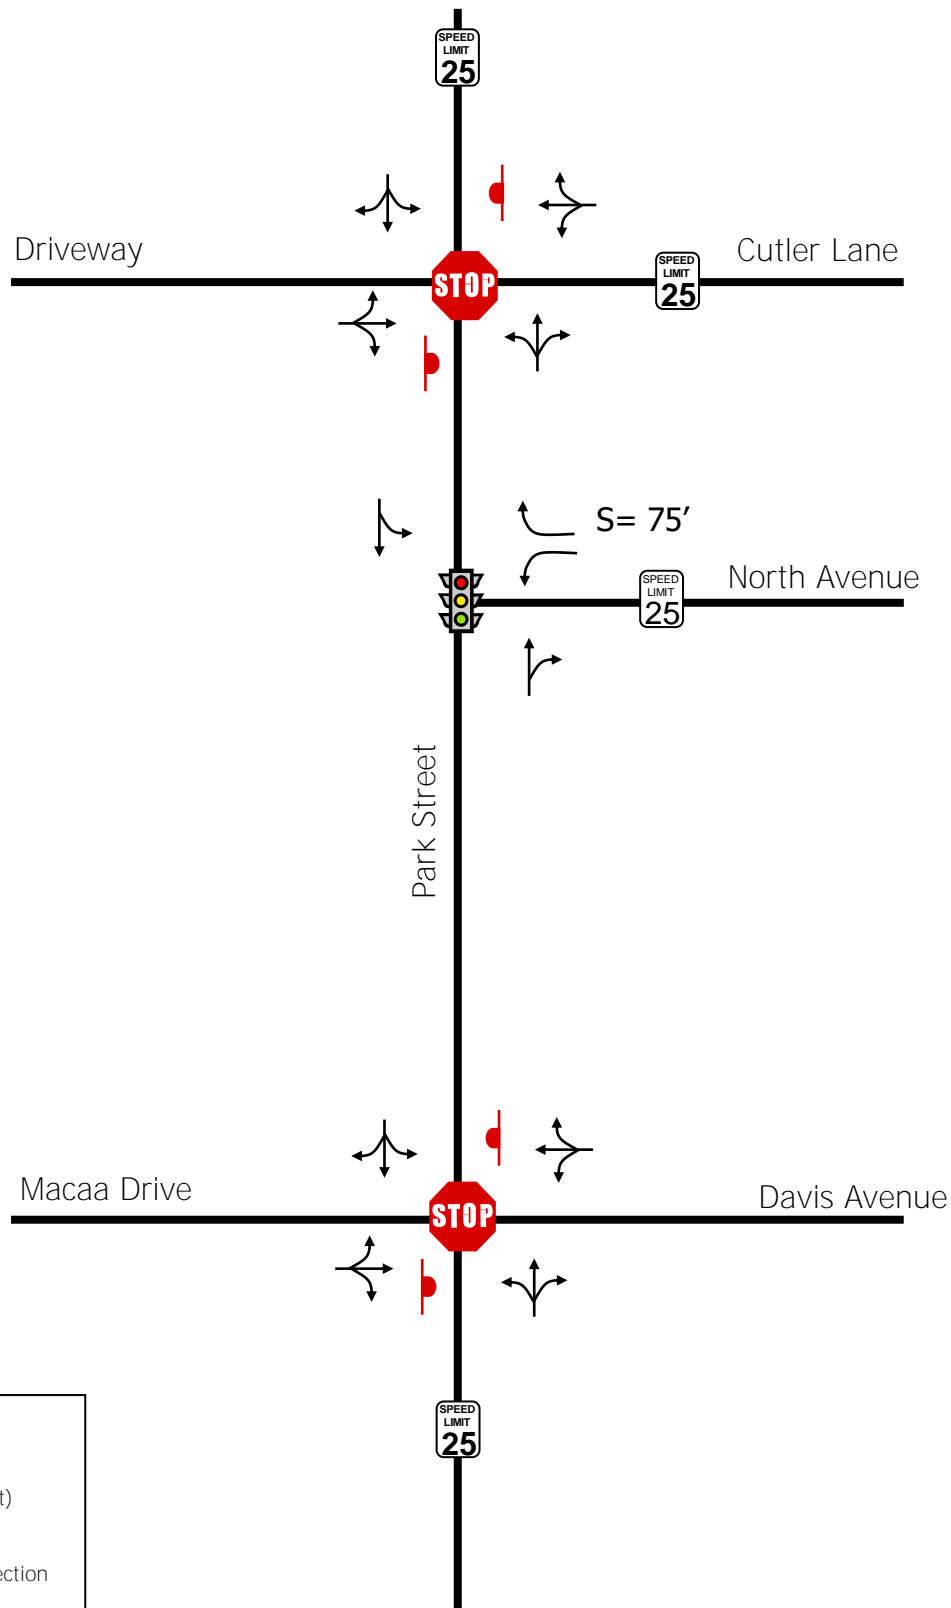 SPEED
LIMIT
25
Driveway
Cutler Lane
STOP
SPEED
LIMIT
25
S= 75’
North Avenue
SPEED
LIMIT
25
Park Street
Macaa Drive
Davis Avenue
STOP
SPEED
LIMIT
25
t)
ection